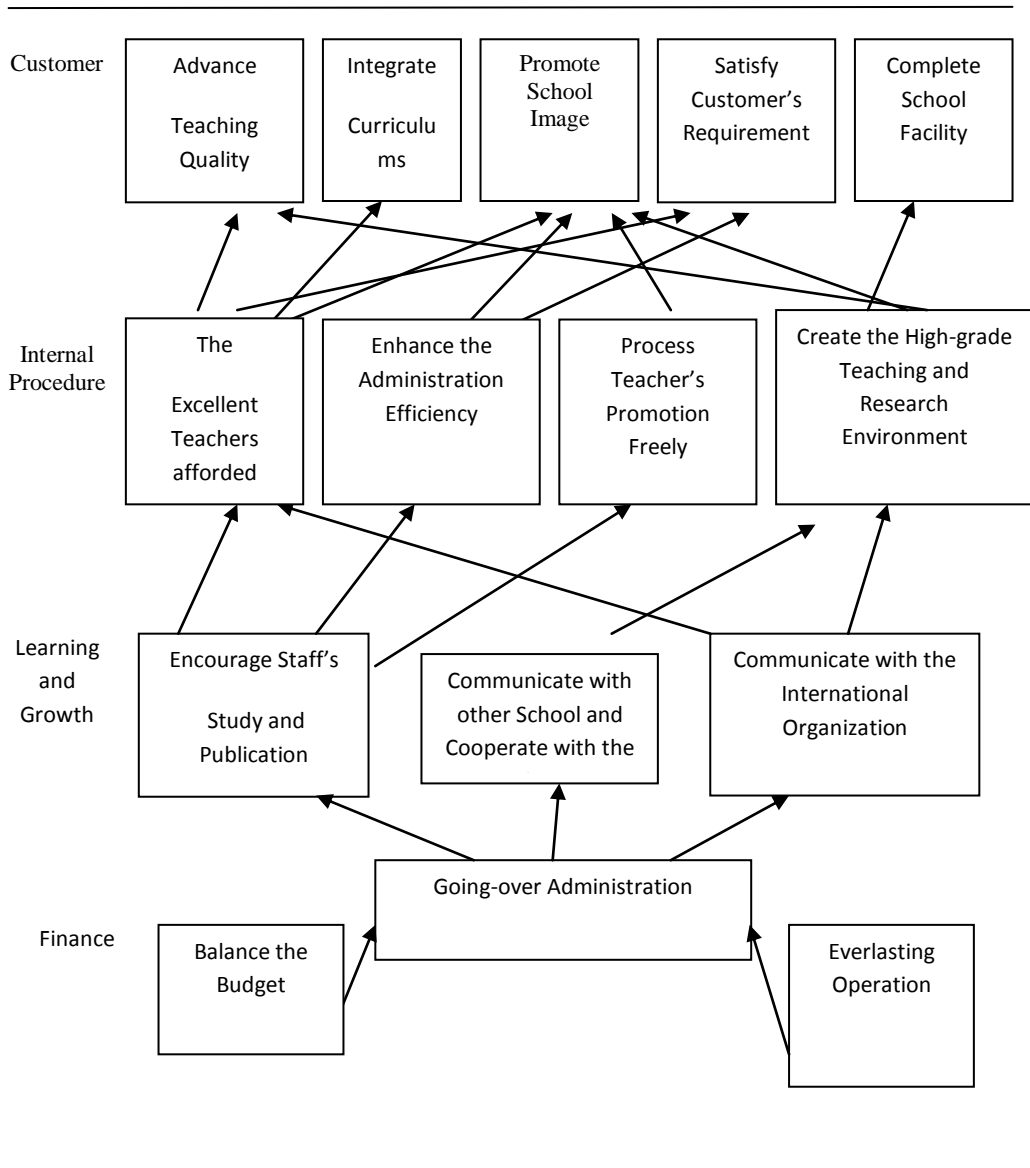 Customer
Advance
Teaching
Quality
Integrate
Curriculu
ms
Promote
School
Image
Satisfy
Customer's
Requirement
Complete
School
Facility
Internal
Procedure
The
Excellent
Teachers
afforded
Enhance the
Administration
Efficiency
Process
Teacher's
Promotion
Freely
Create the High-grade
Teaching and
Research
Environment
Learning
and
Growth
Encourage Staff's
Study and
Publication
Communicate with
other School and
Cooperate with the
Communicate with the
International
Organization
Going-over Administration
Finance
Balance the
Budget
Everlasting
Operation